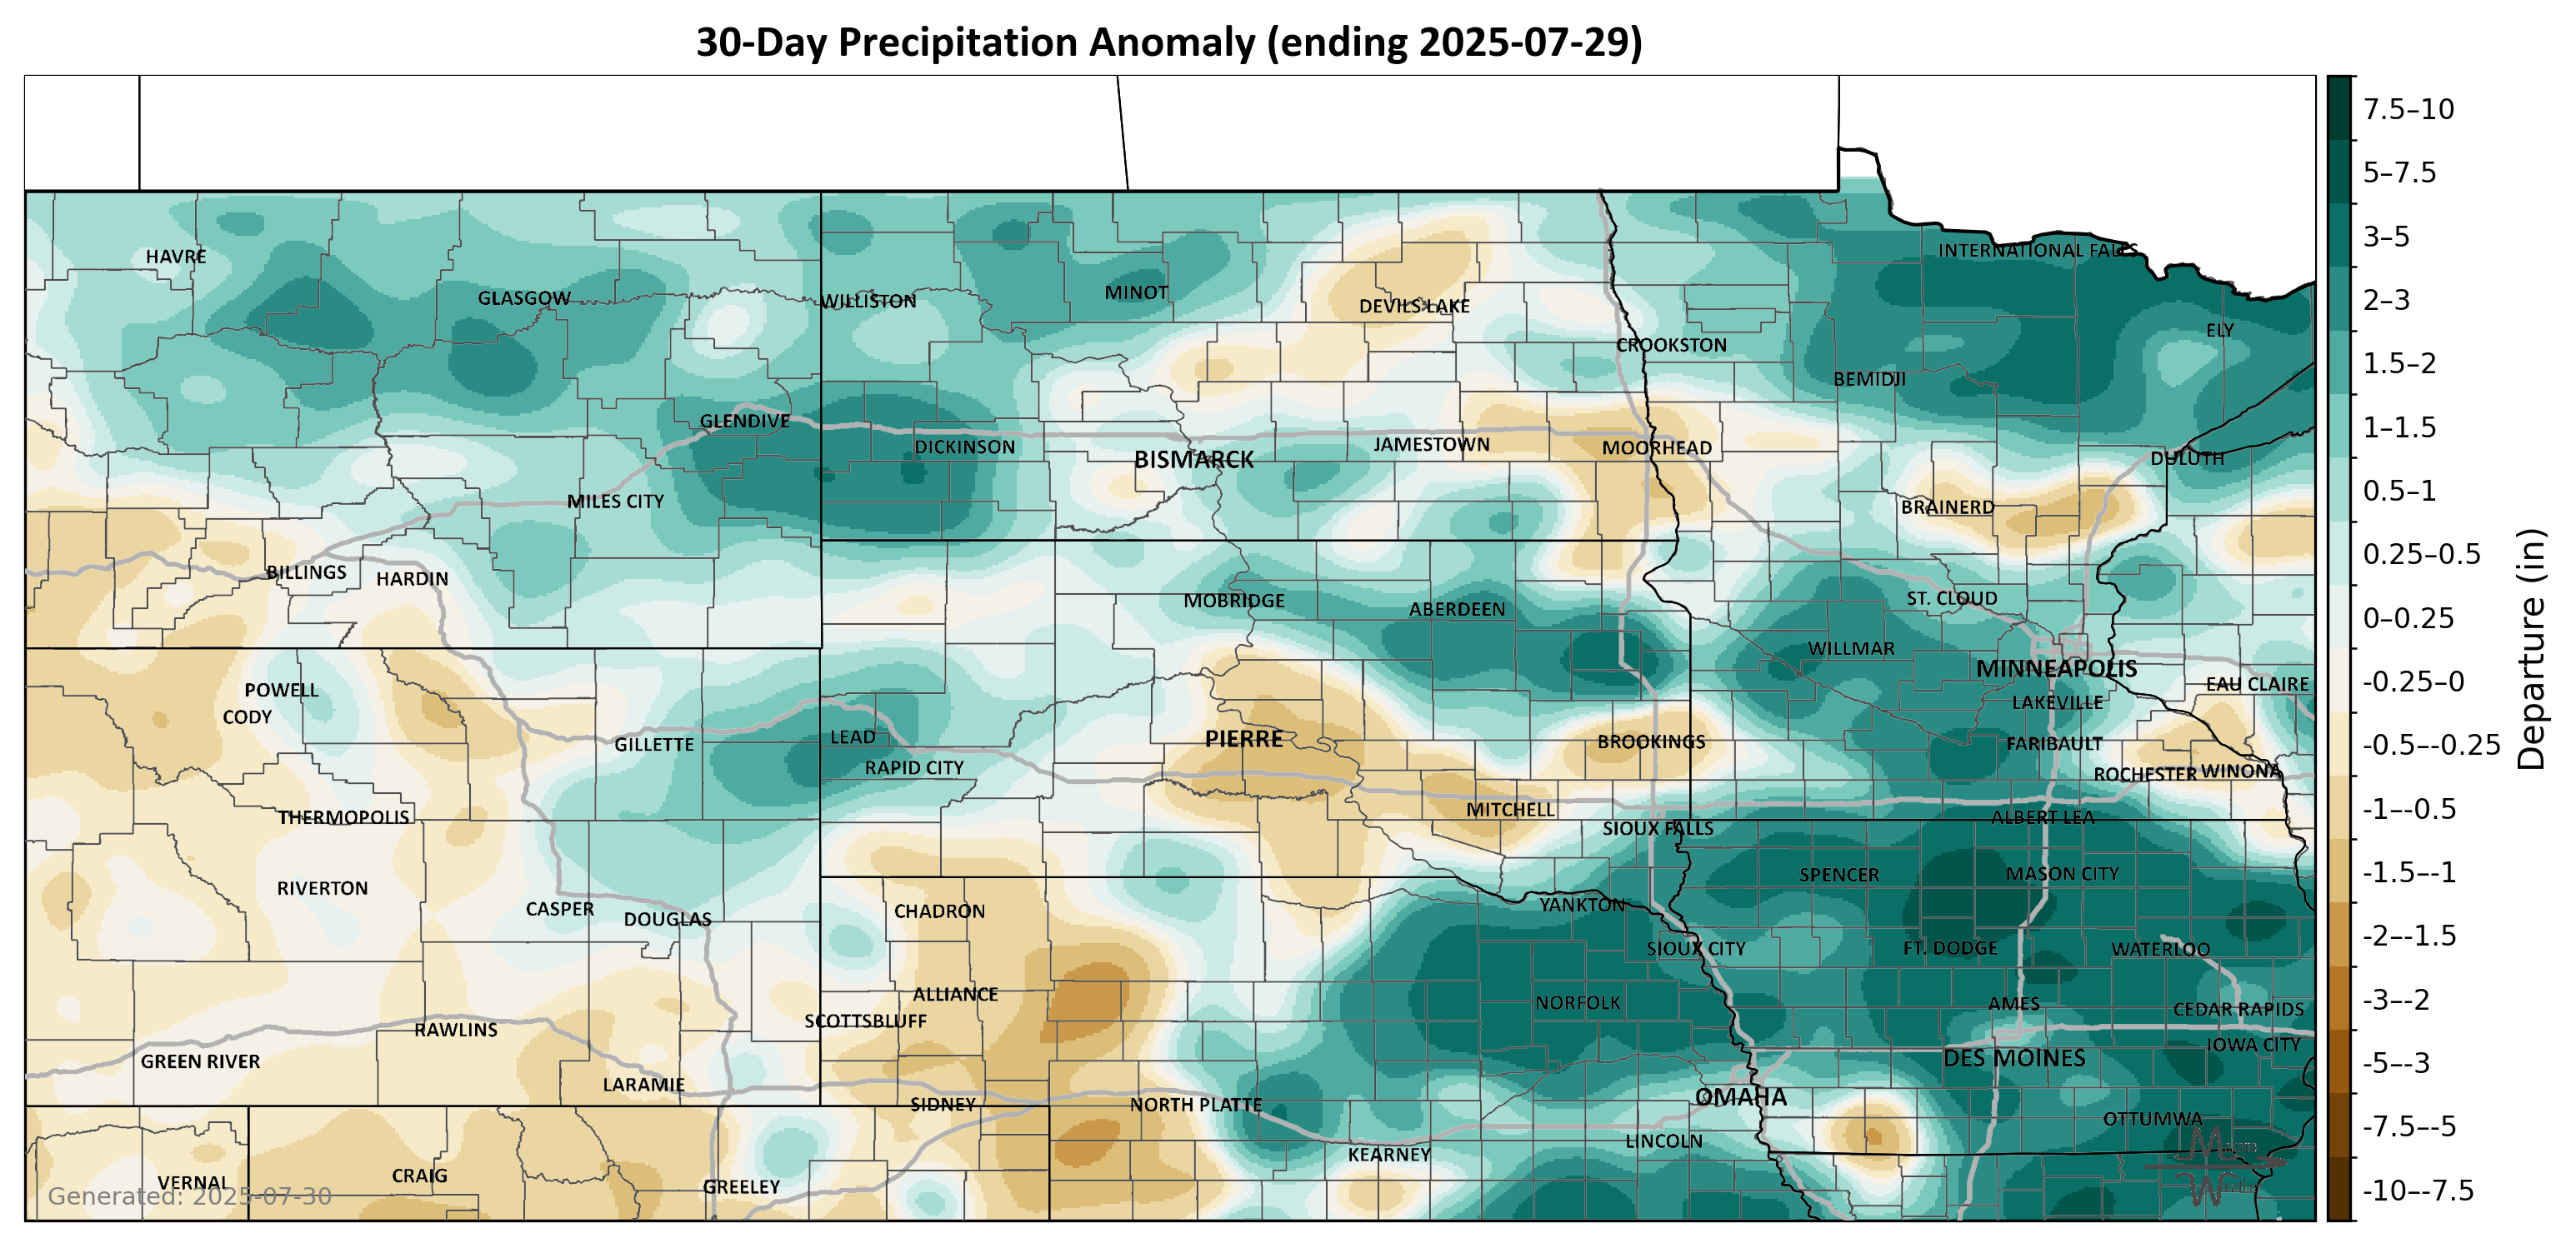 30-Day Precipitation Anomaly (ending 2025-07-29)
7.5–10
5–7.5
3–5
2–3
1.5–2
1–1.5
0.5–1
0.25–0.5
0–0.25
-0.25–0
-0.5–-0.25
-1–-0.5
-1.5–-1
-2–-1.5
-3–-2
-5–-3
-7.5–-5
-10–-7.5
Departure (in)
HAVRE
INTERNATIONAL FALLS
MINOT
GLASGOW
WILLISTON
DEVILS LAKE
ELY
CROOKSTON
BEMIDJI
GLENDIVE
DICKINSON
JAMESTOWN
MOORHEAD
BISMARCK
DULUTH
MILES CITY
BRAINERD
BILLINGS
HARDIN
MOBRIDGE
ABERDEEN
ST. CLOUD
WILLMAR
MINNEAPOLIS
POWELL
EAU CLAIRE
LAKEVILLE
CODY
GILLETTE
LEAD
PIERRE
BROOKINGS
FARIBAULT
RAPID CITY
ROCHESTER
WINONA
THERMOPOLIS
MITCHELL
ALBERT LEA
SIOUX FALLS
RIVERTON
SPENCER
MASON CITY
CASPER
DOUGLAS
CHADRON
YANKTON
SIOUX CITY
FT. DODGE
WATERLOO
ALLIANCE
NORFOLK
AMES
CEDAR RAPIDS
SCOTTSBLUFF
RAWLINS
IOWA CITY
GREEN RIVER
DES MOINES
LARAMIE
OMAHA
SIDNEY
NORTH PLATTE
OTTUMWA
LINCOLN
KEARNEY
VERNAL
CRAIG
GREELEY
Generated: 2025-07-30